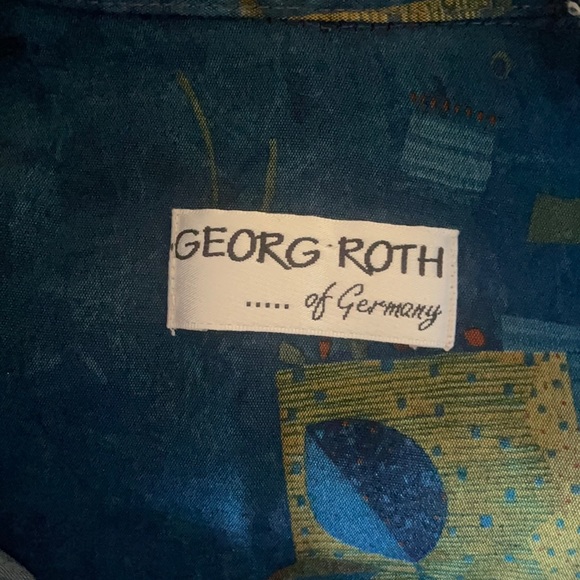 GEORG ROTH
..... of Germany